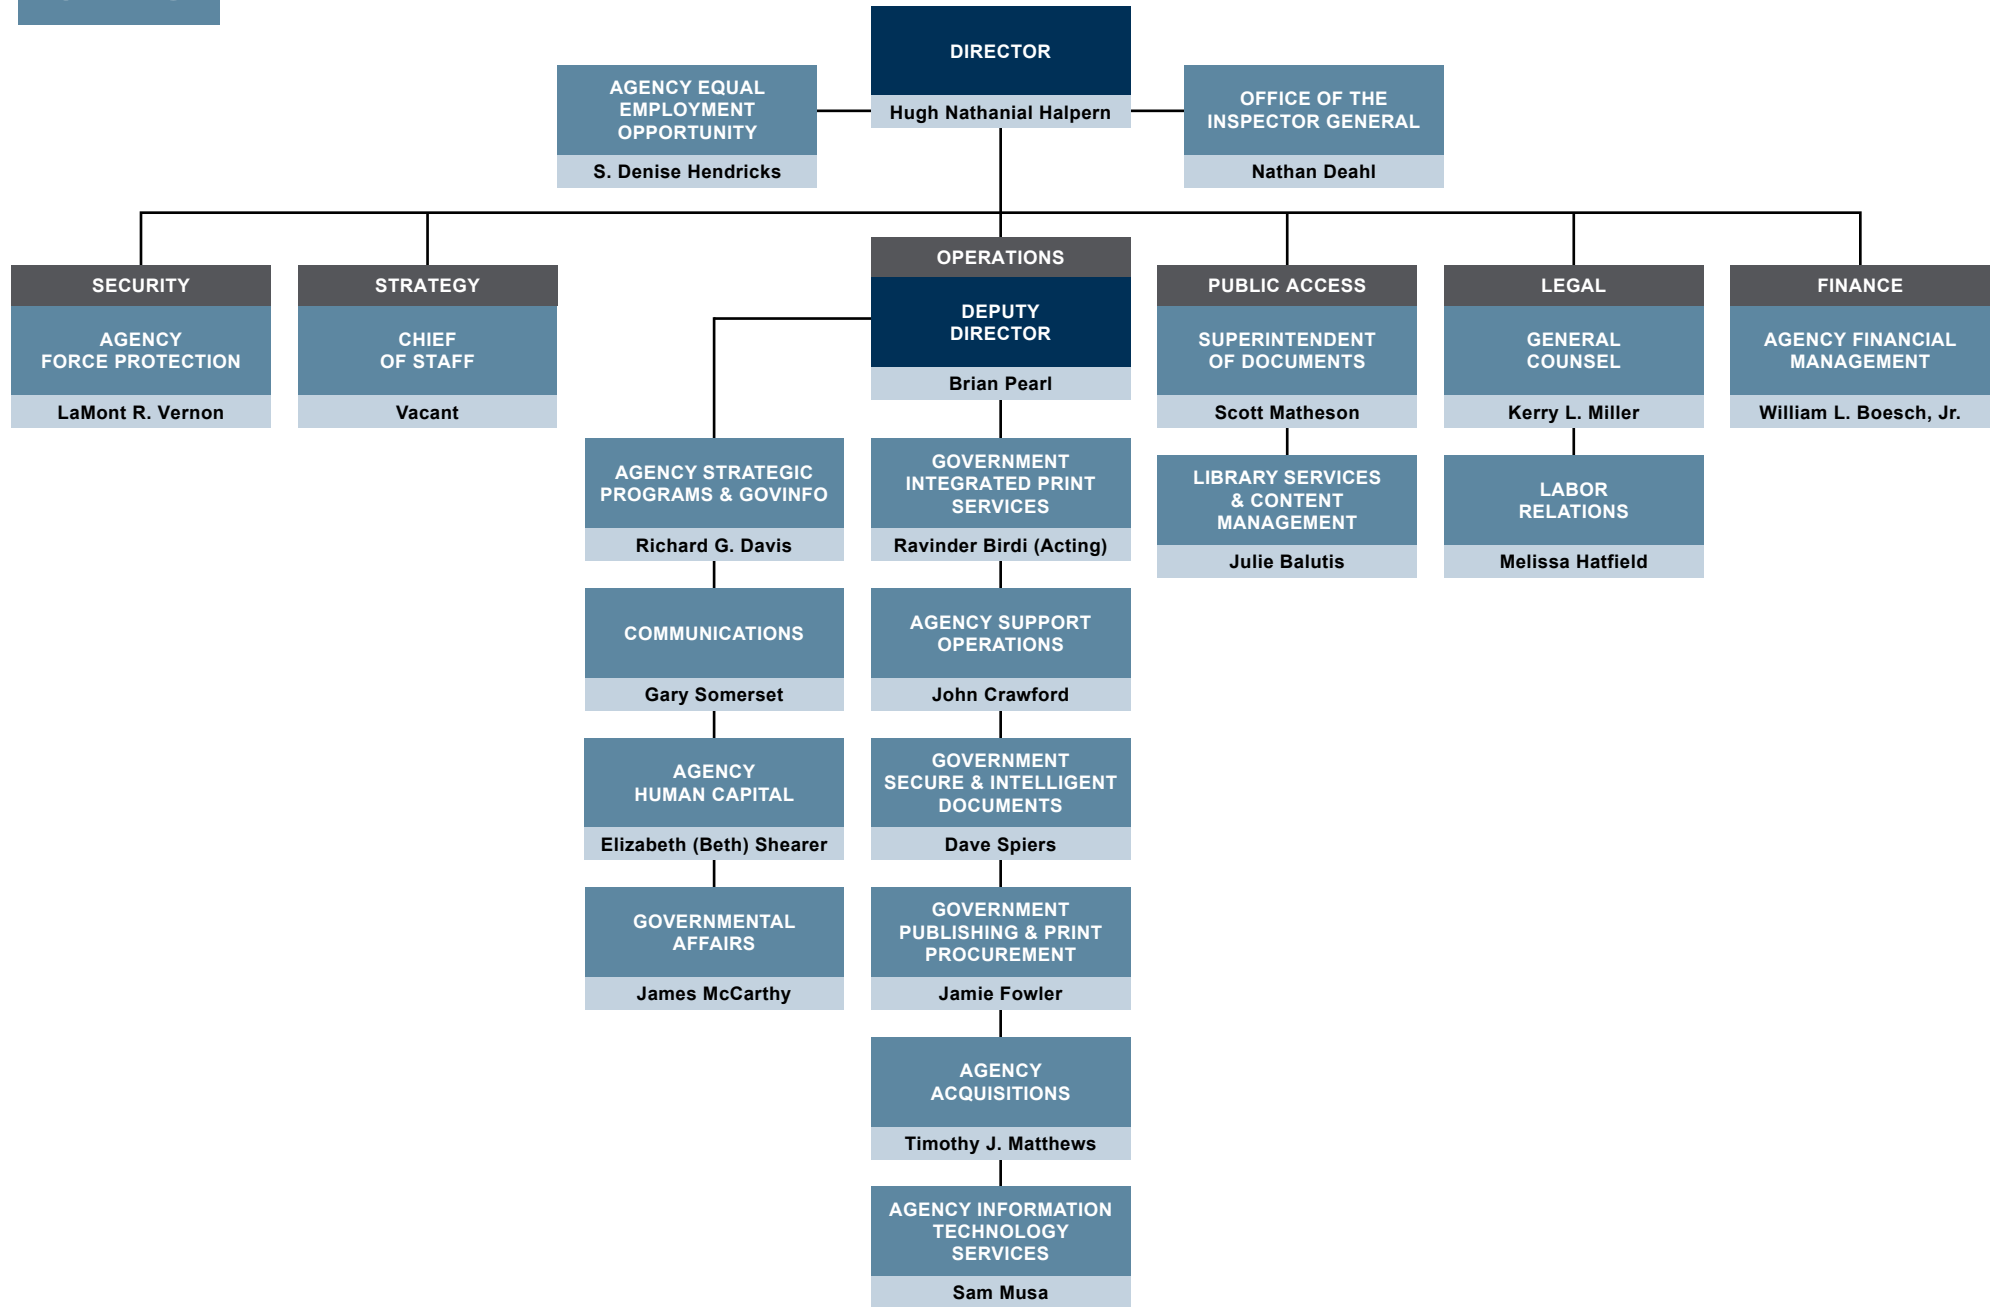 DIRECTOR
Hugh Nathanial Halpern
AGENCY EQUAL
EMPLOYMENT
OPPORTUNITY
S. Denise Hendricks
OFFICE OF THE
INSPECTOR GENERAL
Nathan Deahl
SECURITY
AGENCY
FORCE PROTECTION
LaMont R. Vernon
STRATEGY
CHIEF
OF STAFF
Vacant
OPERATIONS
DEPUTY
DIRECTOR
Brian Pearl
AGENCY STRATEGIC
PROGRAMS & GOVINFO
Richard G. Davis
COMMUNICATIONS
Gary Somerset
AGENCY
HUMAN CAPITAL
Elizabeth (Beth) Shearer
GOVERNMENTAL
AFFAIRS
James McCarthy
GOVERNMENT
INTEGRATED PRINT
SERVICES
Ravinder Birdi (Acting)
AGENCY SUPPORT
OPERATIONS
John Crawford
GOVERNMENT
SECURE & INTELLIGENT
DOCUMENTS
Dave Spiers
GOVERNMENT
PUBLISHING & PRINT
PROCUREMENT
Jamie Fowler
AGENCY
ACQUISITIONS
Timothy J. Matthews
AGENCY INFORMATION
TECHNOLOGY
SERVICES
Sam Musa
PUBLIC ACCESS
SUPERINTENDENT
OF DOCUMENTS
Scott Matheson
LIBRARY SERVICES
& CONTENT
MANAGEMENT
Julie Balutis
LEGAL
GENERAL
COUNSEL
Kerry L. Miller
LABOR
RELATIONS
Melissa Hatfield
FINANCE
AGENCY FINANCIAL
MANAGEMENT
William L. Boesch, Jr.